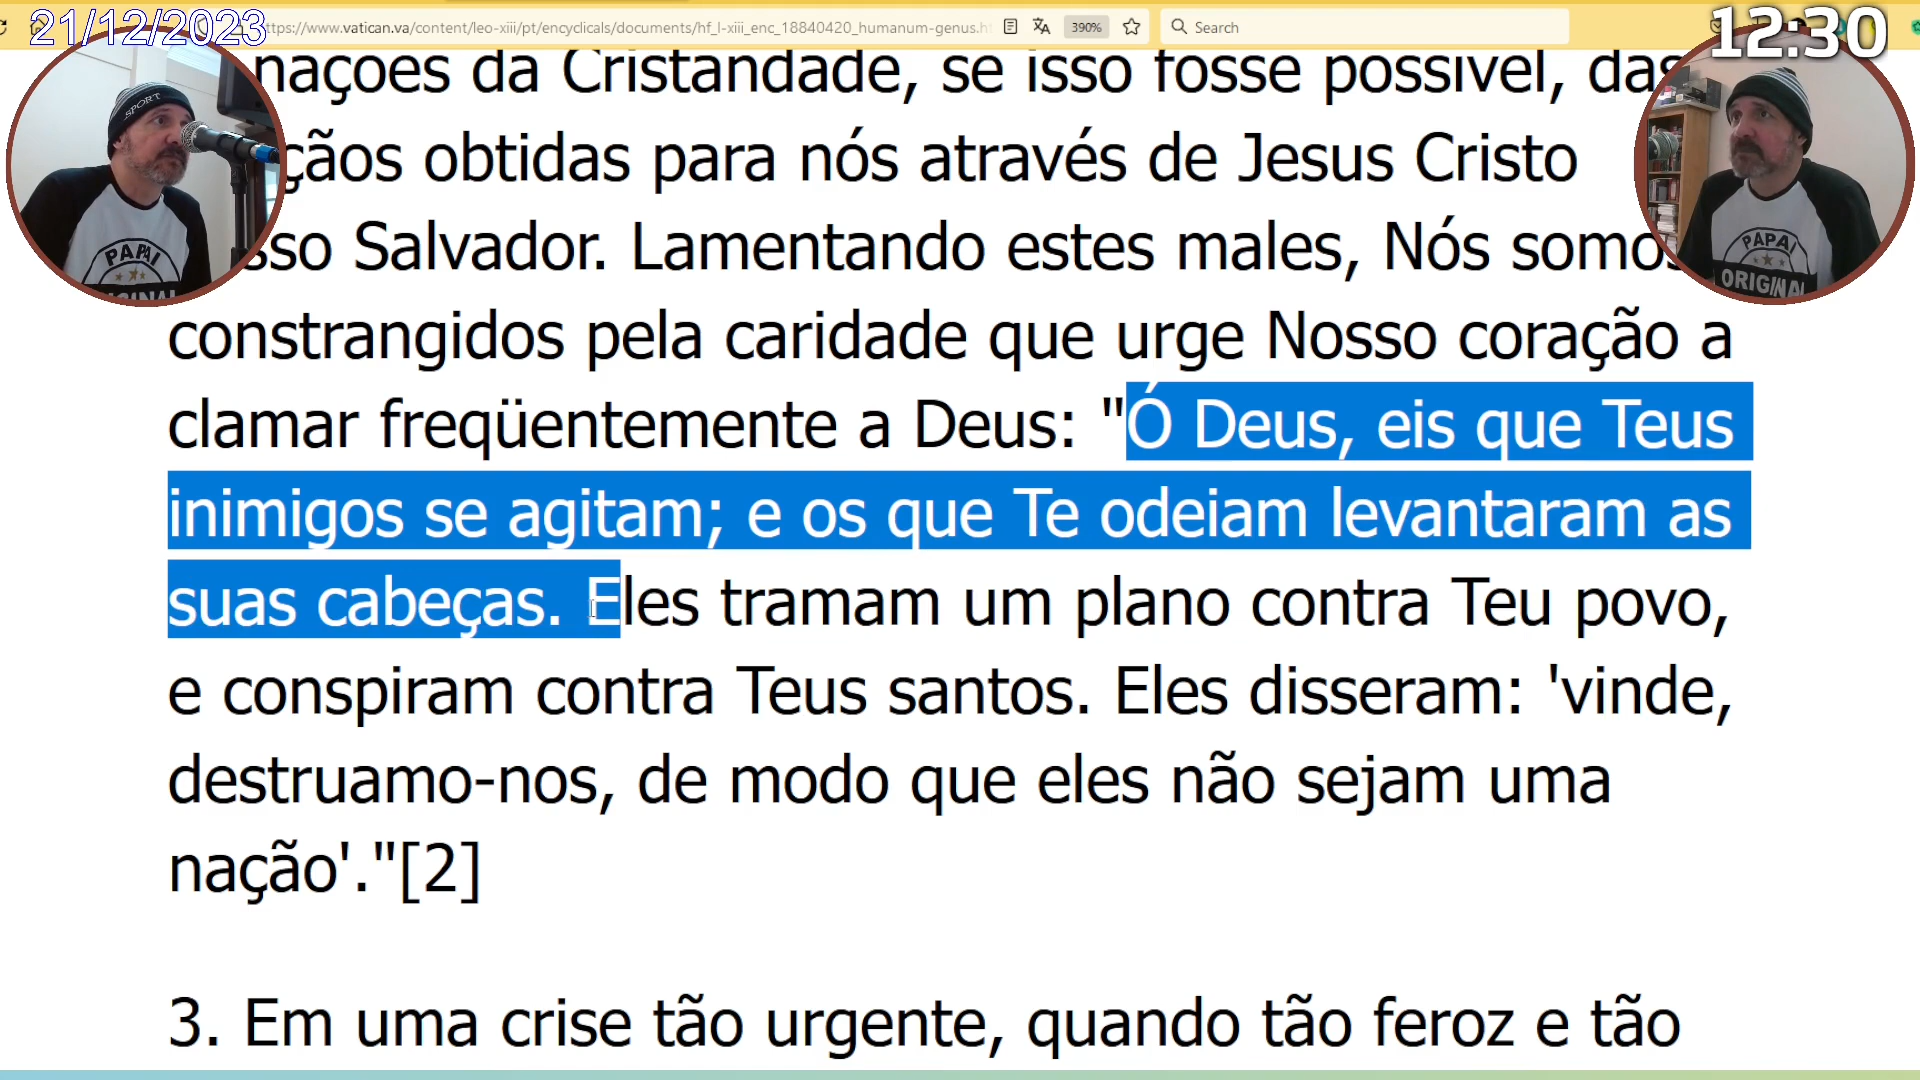 21/12/2023
https://www.vatican.va/content/leo-xiii/pt/encyclicals/documents/hf_l-xiii_enc_18840420_humanum-genus.h
390%
Search
12:30
nações da Cristandade, se isso fosse possível, das
çãos obtidas para nós através de Jesus Cristo
sso Salvador. Lamentando estes males, Nós somos
constrangidos pela caridade que urge Nosso coração a
clamar freqüentemente a Deus: "Ó Deus, eis que Teus
inimigos se agitam; e os que Te odeiam levantaram as
suas cabeças. Eles tramam um plano contra Teu povo,
e conspiram contra Teus santos. Eles disseram: 'vinde,
destruamo-nos, de modo que eles não sejam uma
nação'."[2]
3. Em uma crise tão urgente, quando tão feroz e tão
SPORT
PAPAI
ORIGINAL
PAPAI
ORIGINAL